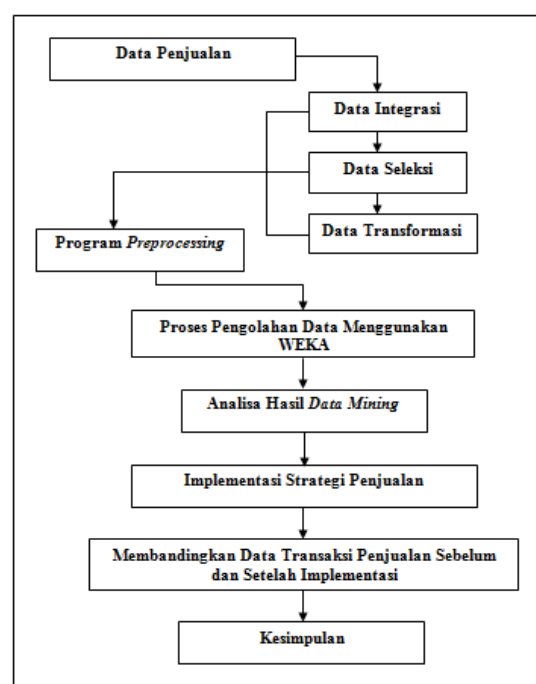 Data Penjualan
Data Integrasi
Data Seleksi
Data Transformasi
Program Preprocessing
Proses Pengolahan Data Menggunakan
WEKA
Analisa Hasil Data Mining
Implementasi Strategi Penjualan
Membandingkan Data Transaksi Penjualan Sebelum
dan Setelah Implementasi
Kesimpulan